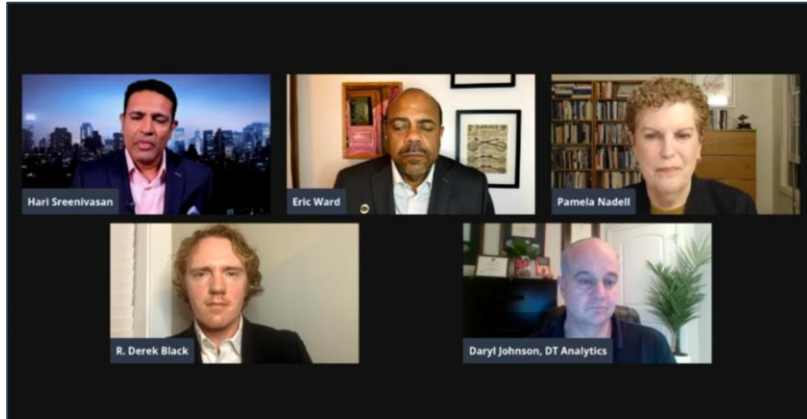 Hari Sreenivasan
Eric Ward
Pamela Nadell
R. Derek Black
Daryl Johnson, DT Analytics